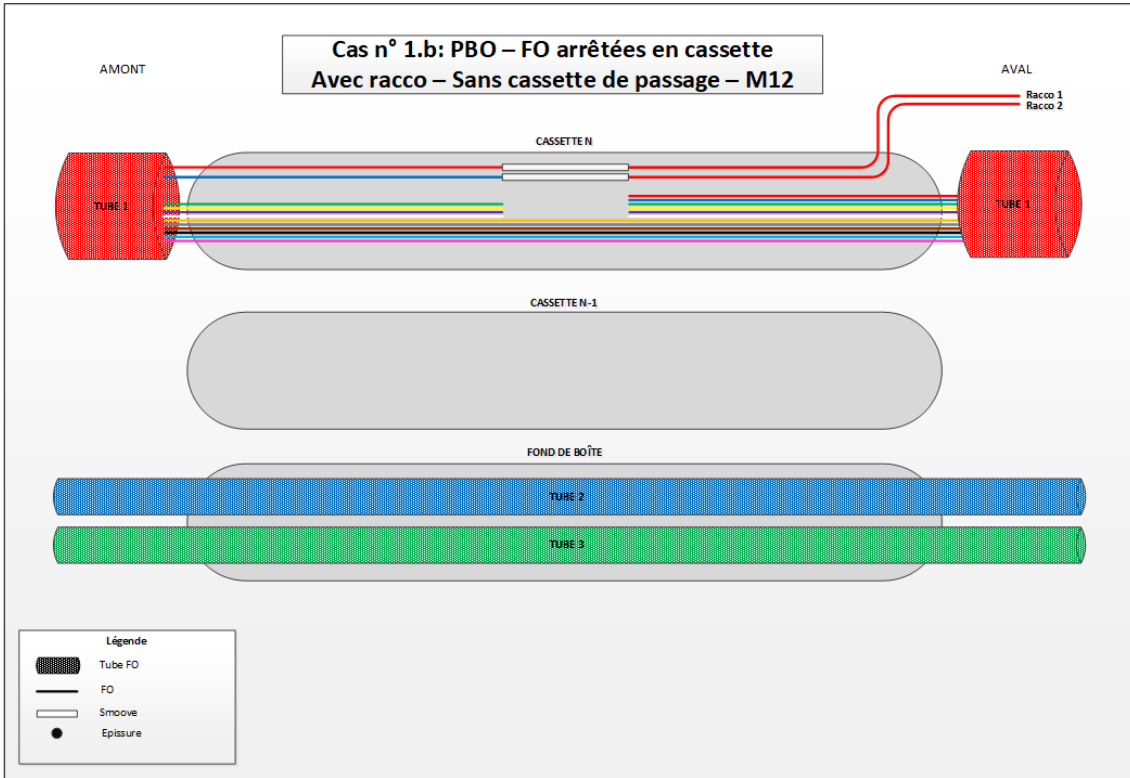 Cas n° 1.b: PBO – FO arrêtées en cassette
Avec racco – Sans cassette de passage – M12
AMONT
AVAL
Racco 1
Racco 2
CASSETTE N
TUBE 1
TUBE 1
CASSETTE N-1
FOND DE BOÎTE
TUBE 2
TUBE 3
Légende
Tube FO
FO
Smoove
Epissure